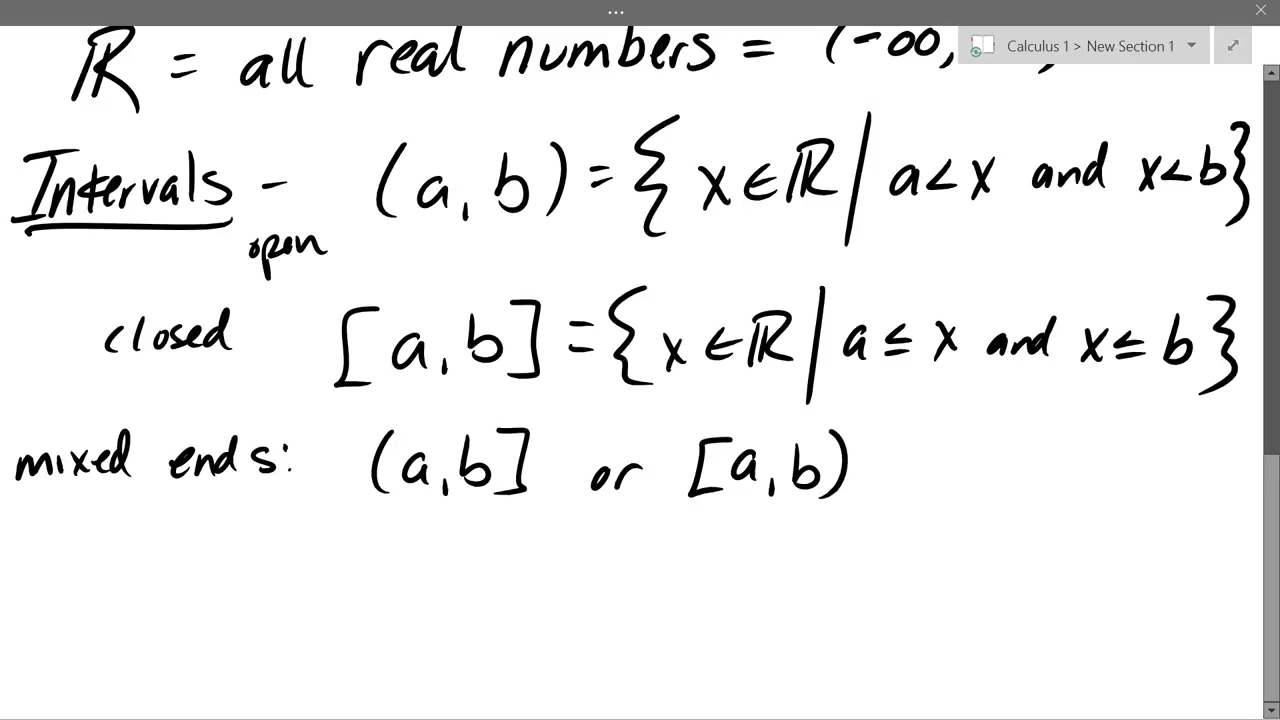 ...
Calculus 1 > New Section 1
ℝ = all real numbers = (-∞,
Intervals - open (a, b) = { x ∈ ℝ | a < x and x < b }
closed [a, b] = { x ∈ ℝ | a ≤ x and x ≤ b }
mixed ends: (a, b] or [a, b)